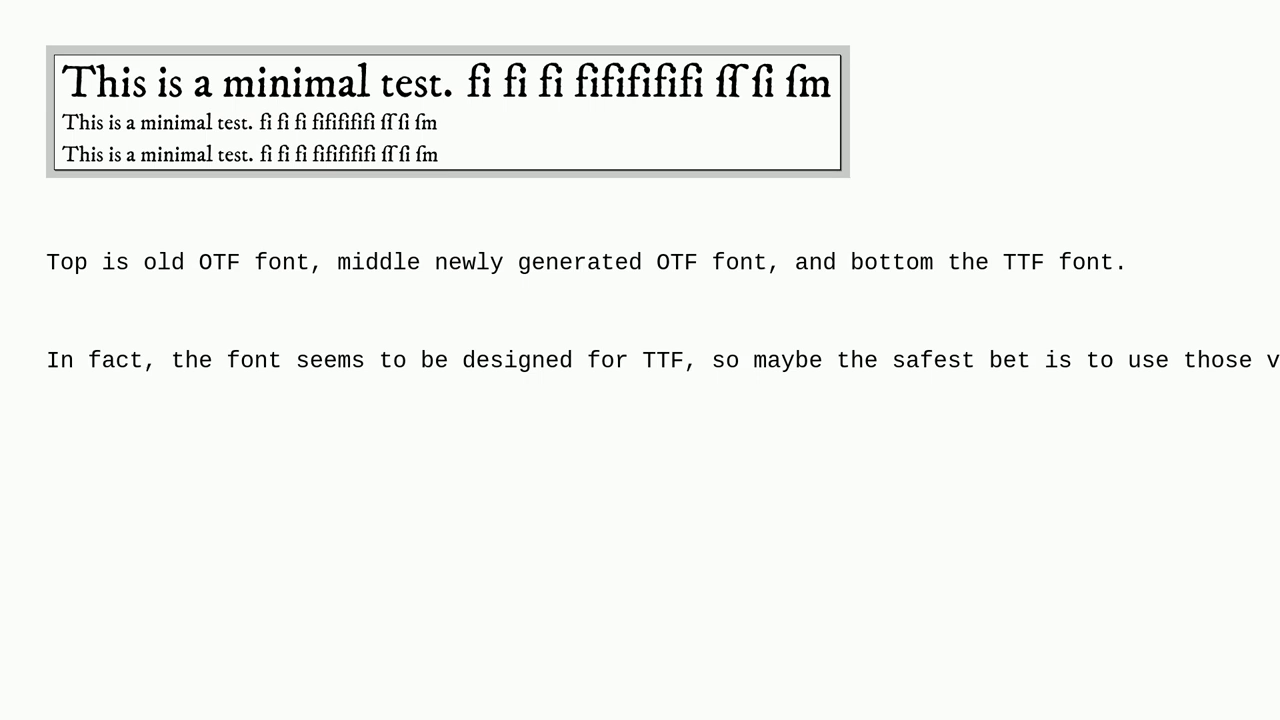 This is a minimal test. fi fi fi fifififififi ſſ ſi ſm
This is a minimal test. fi fi fi fifififififi ſſ ſi ſm
This is a minimal test. fi fi fi fifififififi ſſ ſi ſm
Top is old OTF font, middle newly generated OTF font, and bottom the TTF font.
In fact, the font seems to be designed for TTF, so maybe the safest bet is to use those